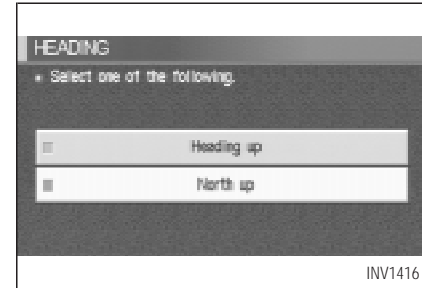 HEADING
Select one of the following.
Heading up
North up
INV1416